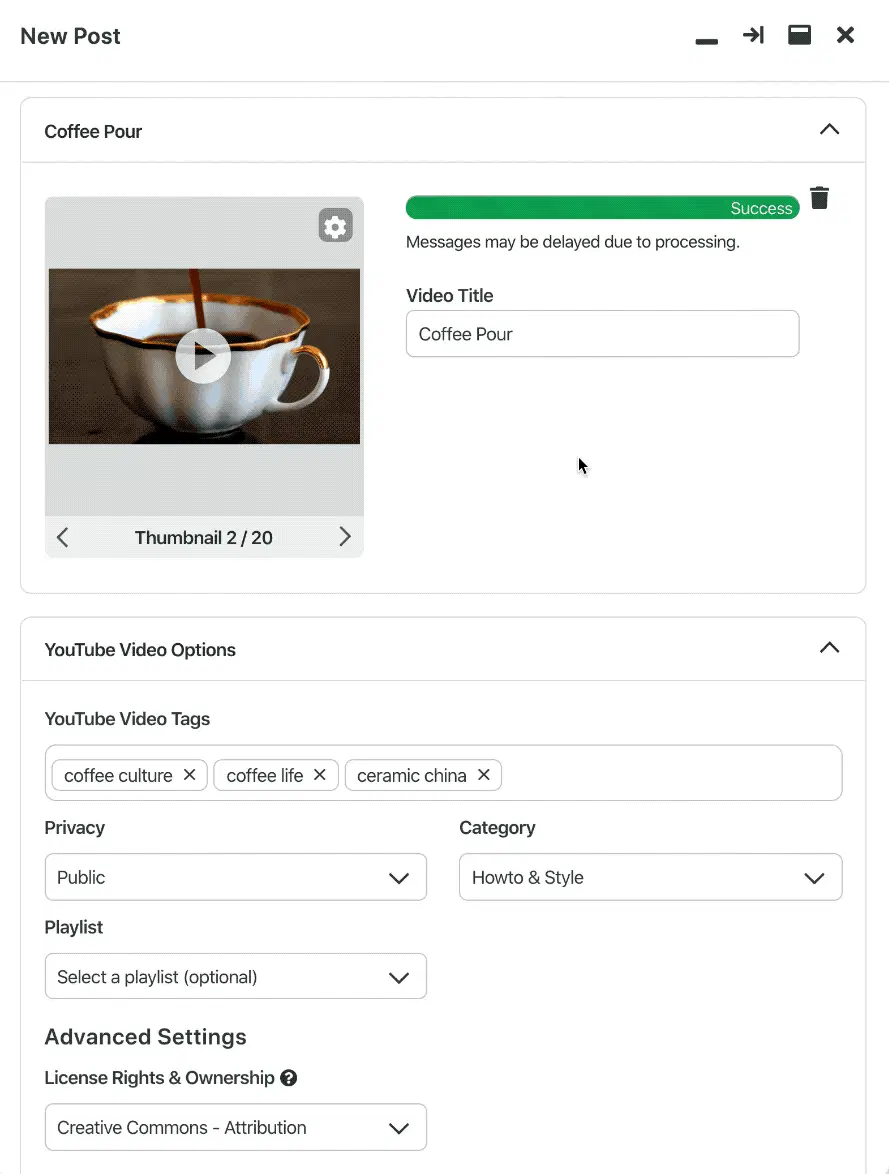 New Post
Coffee Pour
Success
Messages may be delayed due to processing.
Video Title
Coffee Pour
Thumbnail 2 / 20
YouTube Video Options
YouTube Video Tags
coffee culture ✕ coffee life ✕ ceramic china ✕
Privacy Category
Public Howto & Style
Playlist
Select a playlist (optional)
Advanced Settings
License Rights & Ownership ?
Creative Commons - Attribution